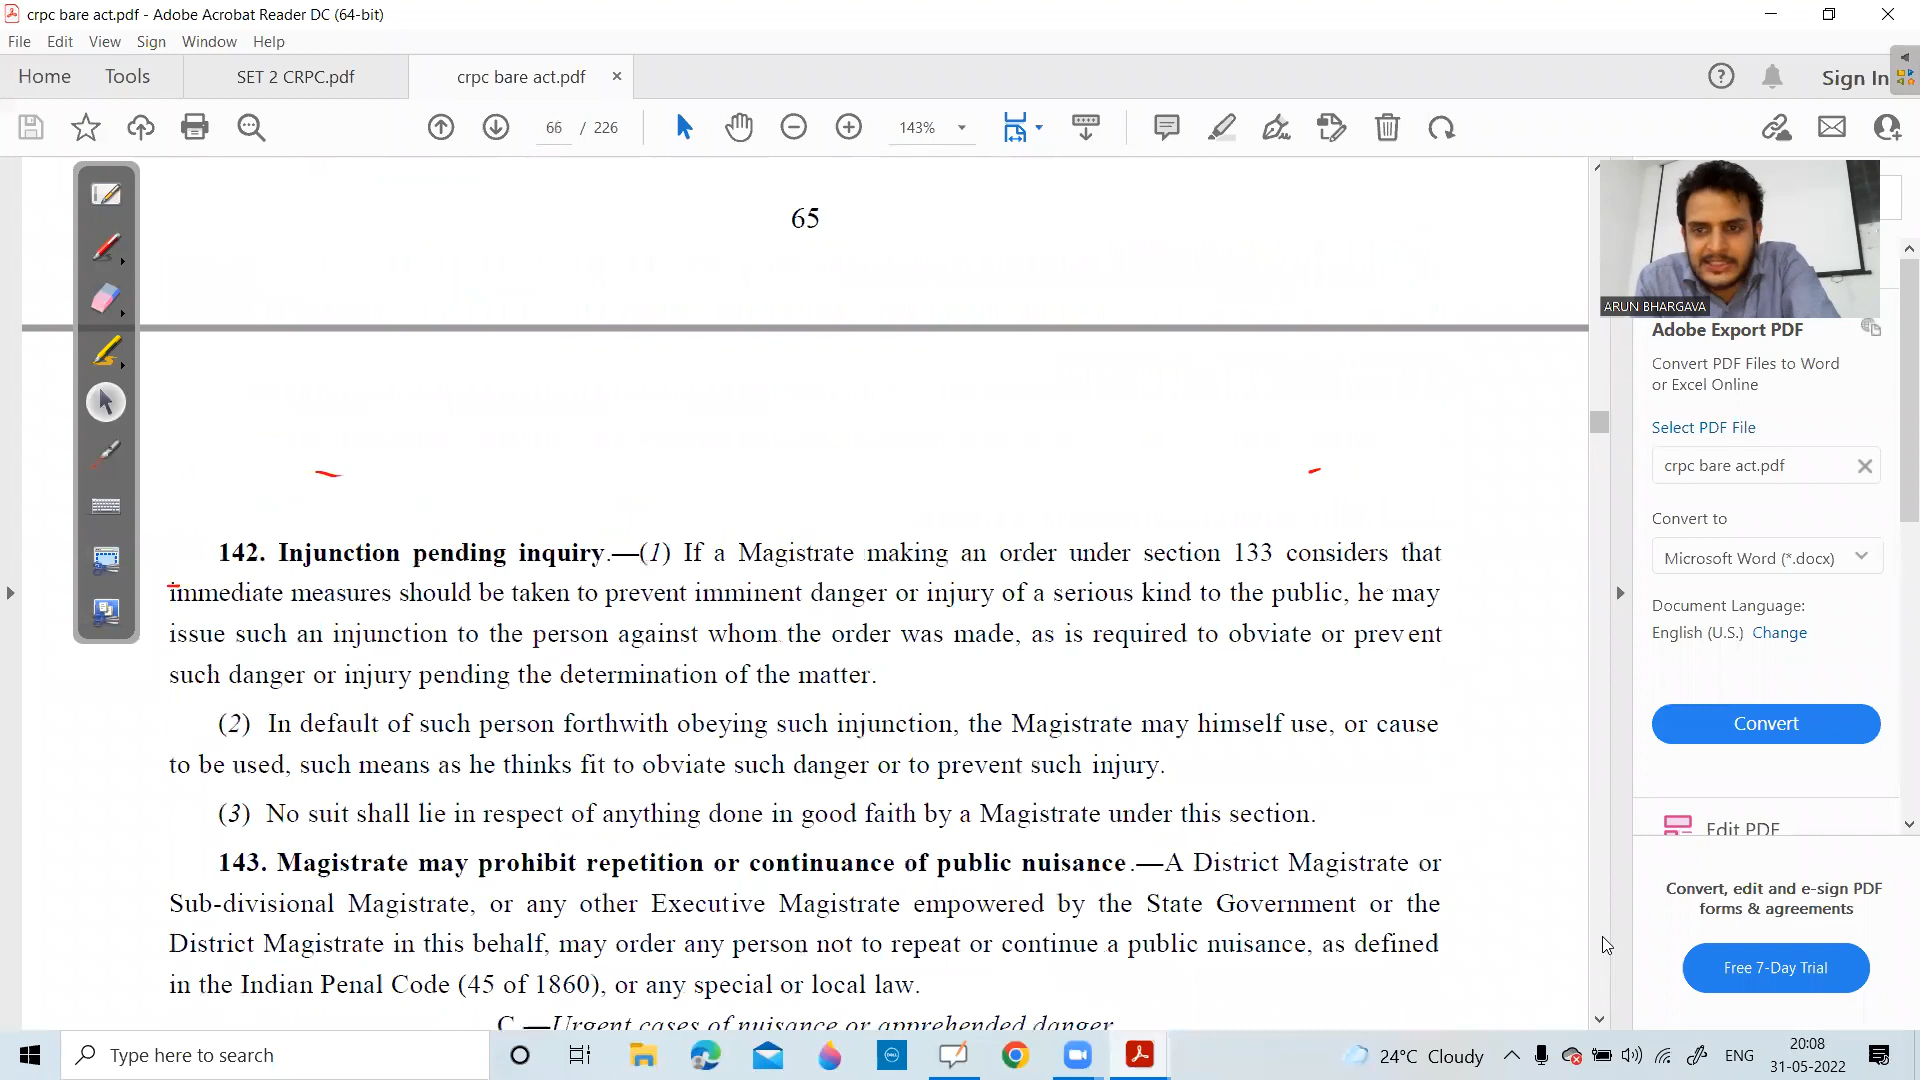 crpc bare act.pdf - Adobe Acrobat Reader DC (64-bit)
File Edit View Sign Window Help
Home Tools SET 2 CRPC.pdf crpc bare act.pdf Sign In
66 / 226 143%
65
ARUN BHARGAVA
142. Injunction pending inquiry.—(1) If a Magistrate making an order under section 133 considers that
immediate measures should be taken to prevent imminent danger or injury of a serious kind to the public, he may
issue such an injunction to the person against whom the order was made, as is required to obviate or prevent
such danger or injury pending the determination of the matter.
(2) In default of such person forthwith obeying such injunction, the Magistrate may himself use, or cause
to be used, such means as he thinks fit to obviate such danger or to prevent such injury.
(3) No suit shall lie in respect of anything done in good faith by a Magistrate under this section.
143. Magistrate may prohibit repetition or continuance of public nuisance.—A District Magistrate or
Sub-divisional Magistrate, or any other Executive Magistrate empowered by the State Government or the
District Magistrate in this behalf, may order any person not to repeat or continue a public nuisance, as defined
in the Indian Penal Code (45 of 1860), or any special or local law.
C.—Urgent cases of nuisance or apprehended danger
Adobe Export PDF
Convert PDF Files to Word
or Excel Online
Select PDF File
crpc bare act.pdf
Convert to
Microsoft Word (*.docx)
Document Language:
English (U.S.) Change
Convert
Edit PDF
Convert, edit and e-sign PDF
forms & agreements
Free 7-Day Trial
Type here to search
DELL
24°C Cloudy
ENG
20:08
31-05-2022